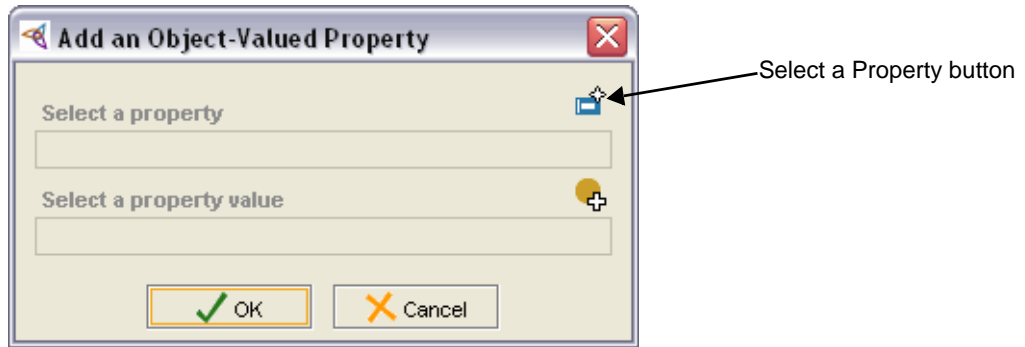 Add an Object-Valued Property
Select a Property button
Select a property
Select a property value
OK
Cancel